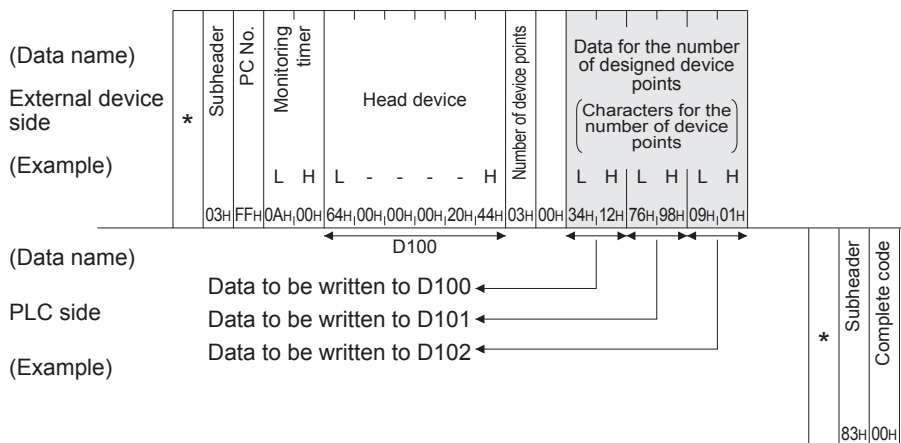 (Data name)
External device
side
(Example)
*
Subheader
PC No.
Monitoring
timer
Head device
Number of device points
Data for the number
of designed device
points
(Characters for the
number of device
points)
L H L - - - - H L H L H L H
03H FFH 0AH 00H 64H 00H 00H 00H 20H 44H 03H 00H 34H 12H 76H 98H 09H 01H
D100
(Data name)
PLC side
(Example)
Data to be written to D100
Data to be written to D101
Data to be written to D102
*
Subheader
Complete code
83H 00H